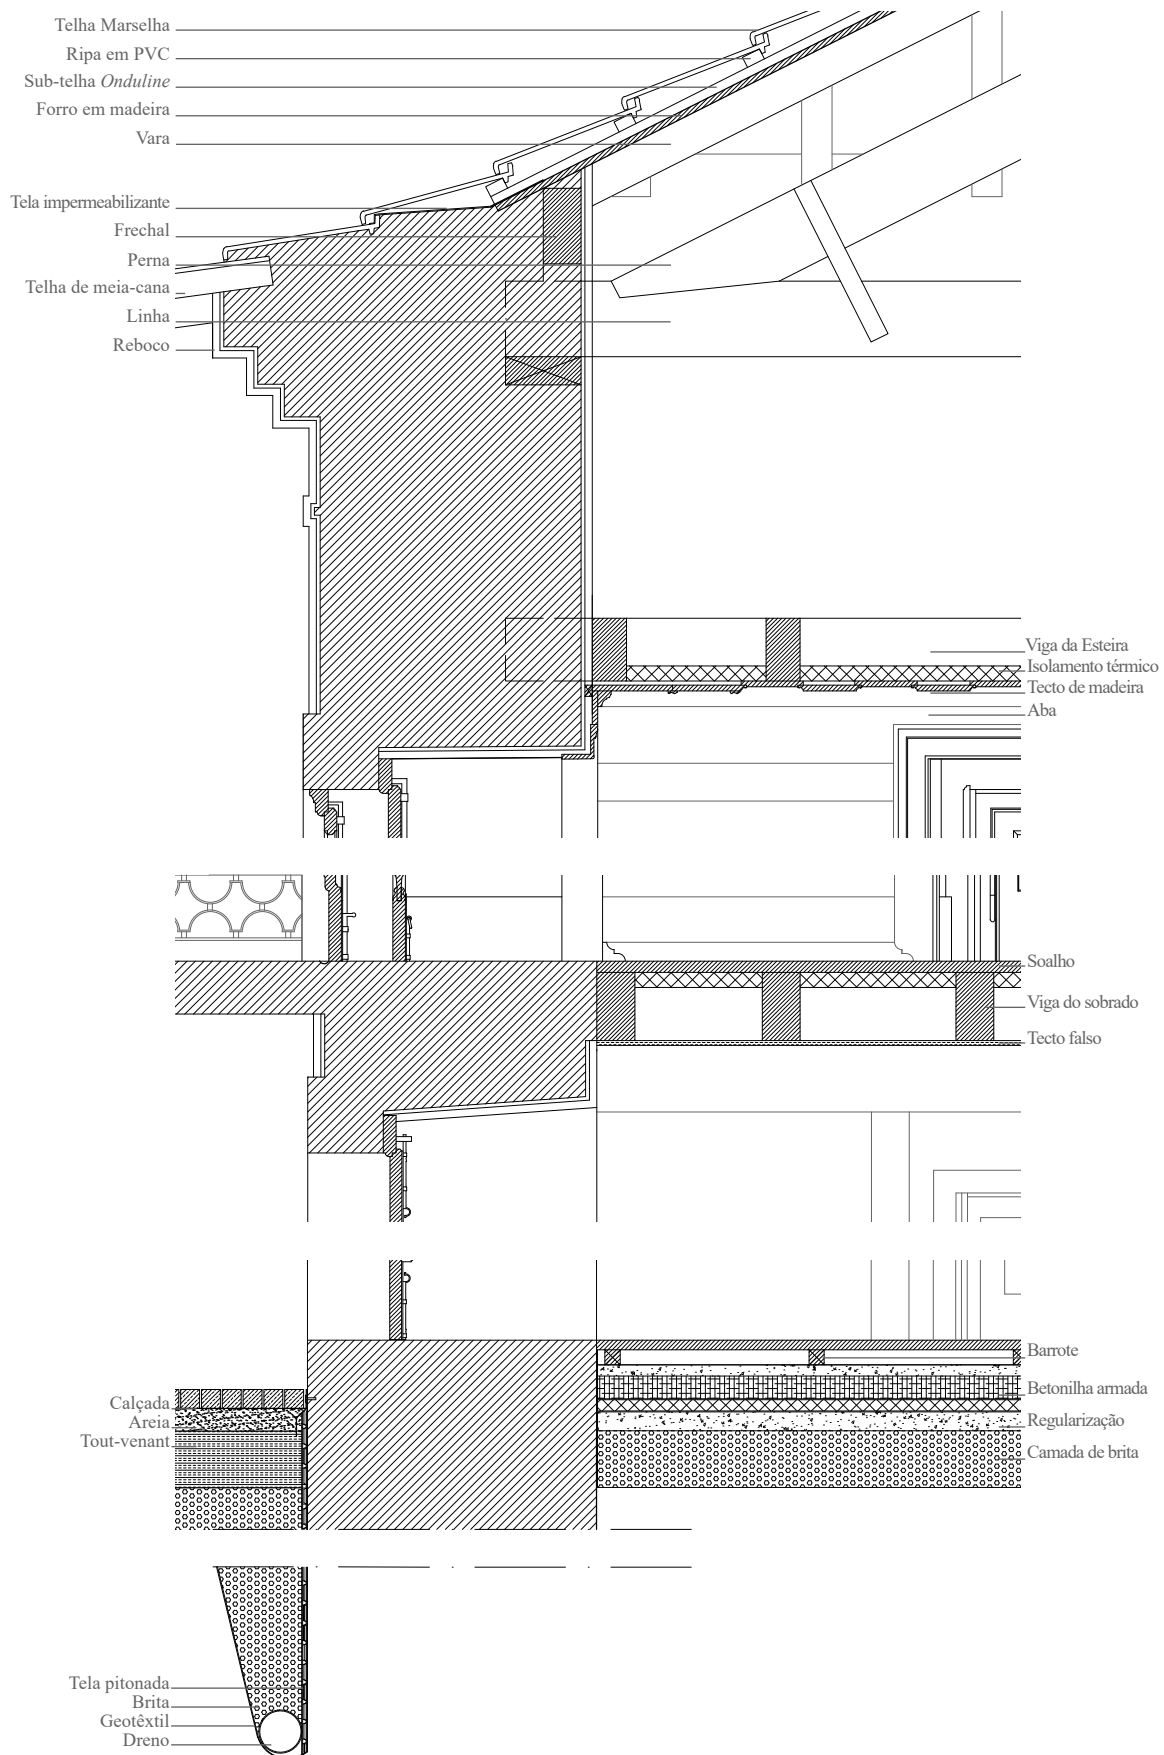 Telha Marselha
Ripa em PVC
Sub-telha Onduline
Forro em madeira
Vara
Tela impermeabilizante
Frechal
Perna
Telha de meia-cana
Linha
Reboco
Viga da Esteira
Isolamento térmico
Tecto de madeira
Aba
Soalho
Viga do sobrado
Tecto falso
Barrote
Betonilha armada
Regularização
Camada de brita
Calçada
Areia
Tout-venant
Tela pitonada
Brita
Geotêxtil
Dreno